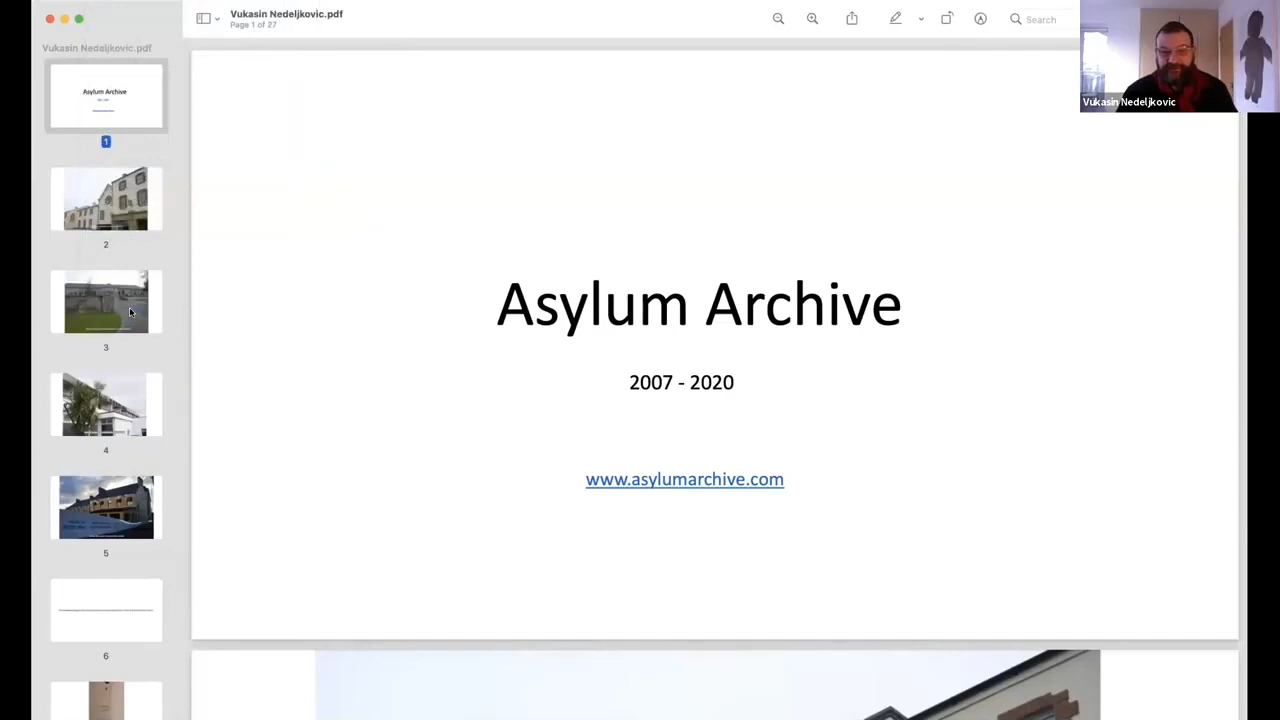 Vukasin Nedeljkovic.pdf
Page 1 of 27
Search
Vukasin Nedeljkovic.pdf
Asylum Archive
1
2
3
4
5
6
Asylum Archive
2007 - 2020
www.asylumarchive.com
Vukasin Nedeljkovic